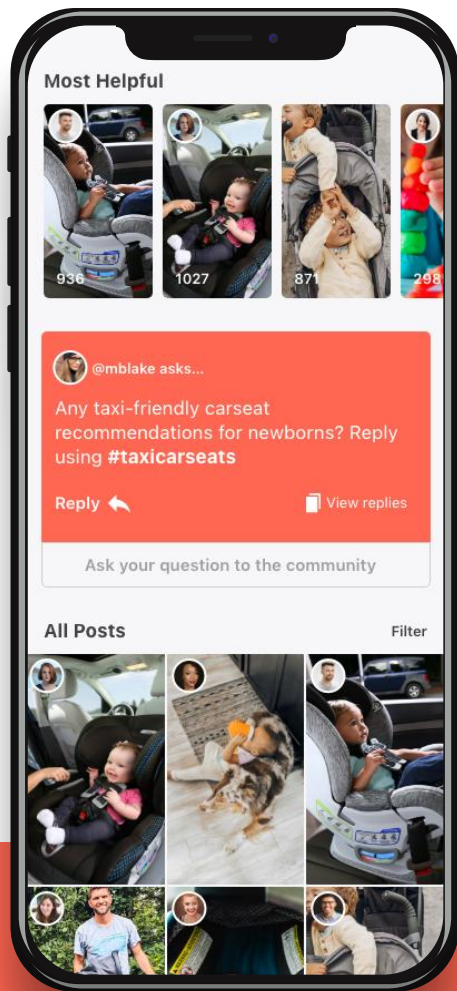 Most Helpful
936
1027
871
298
@mblake asks...
Any taxi-friendly carseat
recommendations for newborns? Reply
using #taxicarseats
Reply
View replies
Ask your question to the community
All Posts
Filter